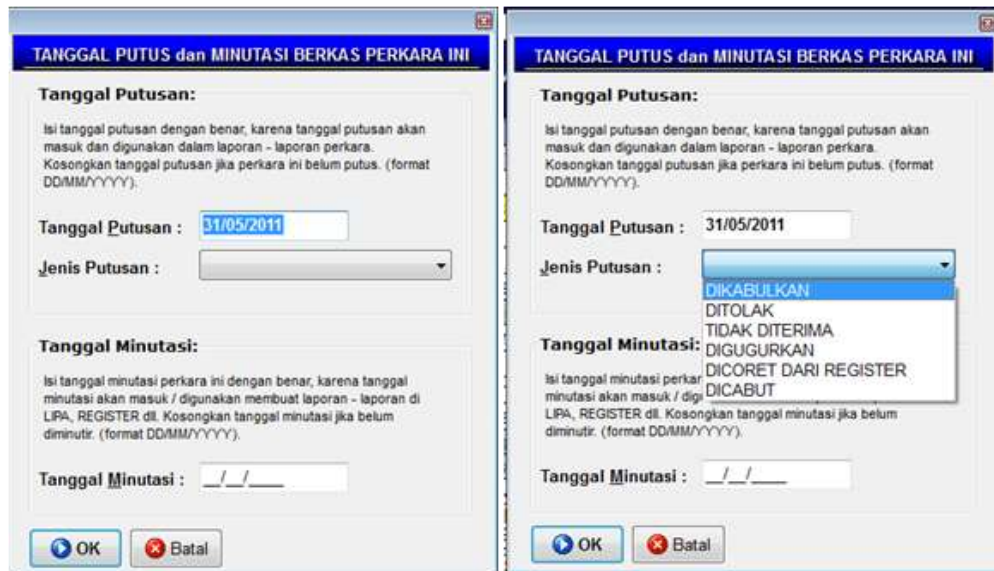 TANGGAL PUTUS dan MINUTASI BERKAS PERKARA INI
Tanggal Putusan:
Isi tanggal putusan dengan benar, karena tanggal putusan akan
masuk dan digunakan dalam laporan - laporan perkara.
Kosongkan tanggal putusan jika perkara ini belum putus. (format
DD/MM/YYYY).
Tanggal Putusan : 31/05/2011
Jenis Putusan :
Tanggal Minutasi:
Isi tanggal minutasi perkara ini dengan benar, karena tanggal
minutasi akan masuk / digunakan membuat laporan - laporan di
LIPA, REGISTER dll. Kosongkan tanggal minutasi jika belum
diminutir. (format DD/MM/YYYY).
Tanggal Minutasi : __/__/____
OK Batal
TANGGAL PUTUS dan MINUTASI BERKAS PERKARA INI
Tanggal Putusan:
Isi tanggal putusan dengan benar, karena tanggal putusan akan
masuk dan digunakan dalam laporan - laporan perkara.
Kosongkan tanggal putusan jika perkara ini belum putus. (format
DD/MM/YYYY).
Tanggal Putusan : 31/05/2011
Jenis Putusan :
DIKABULKAN
DITOLAK
TIDAK DITERIMA
DIGUGURKAN
DICORET DARI REGISTER
DICABUT
Tanggal Minutasi:
Isi tanggal minutasi perkar
minutasi akan masuk / digi
LIPA, REGISTER dll. Kosongkan tanggal minutasi jika belum
diminutir. (format DD/MM/YYYY).
Tanggal Minutasi : __/__/____
OK Batal